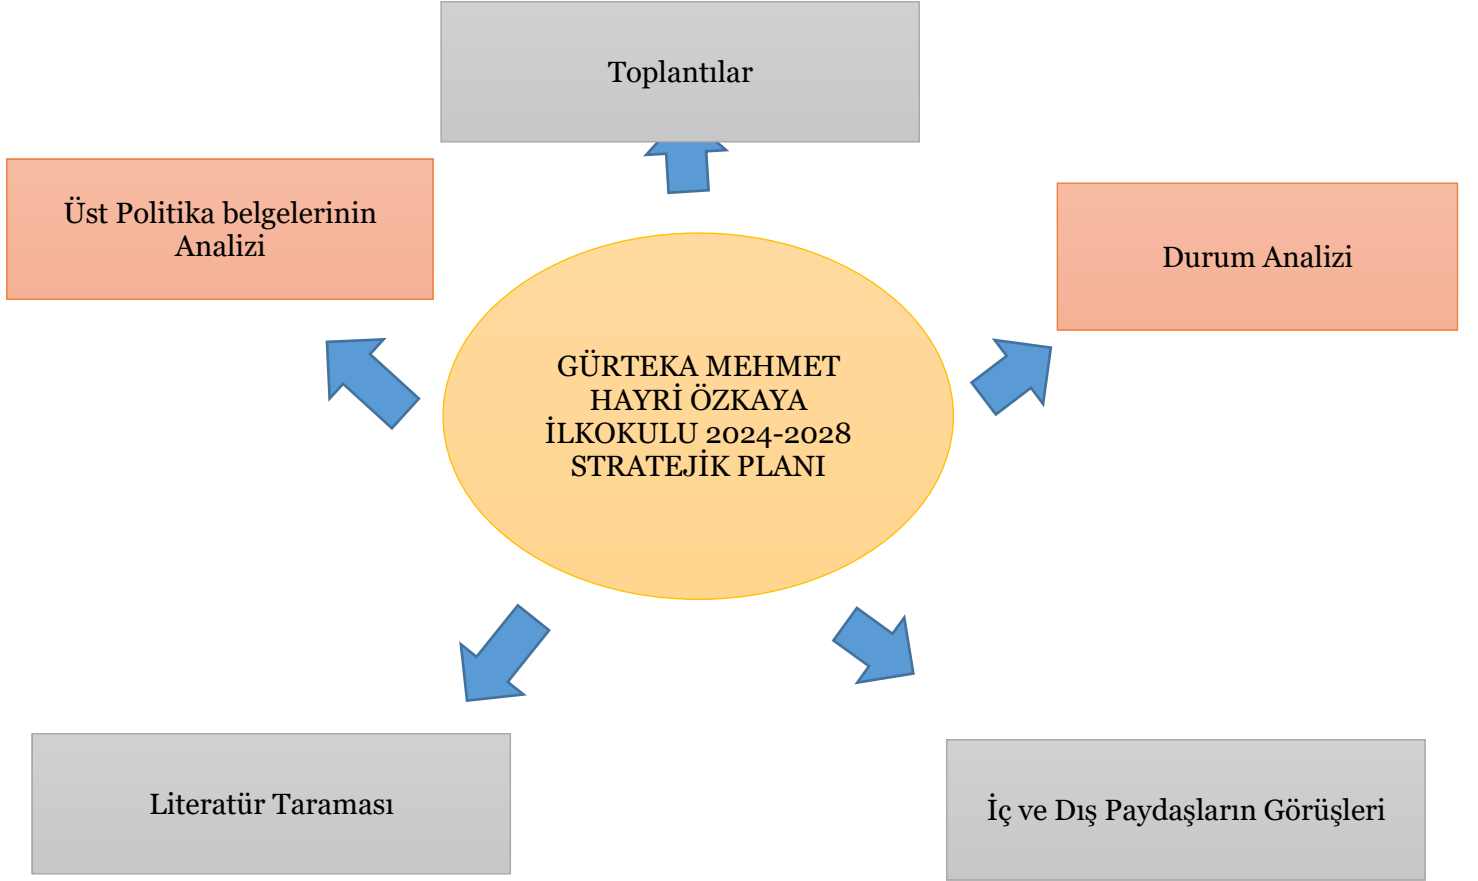 Toplantılar
Üst Politika belgelerinin
Analizi
Durum Analizi
GÜRTEKA MEHMET
HAYRİ ÖZKAYA
İLKOKULU 2024-2028
STRATEJİK PLANI
Literatür Taraması
İç ve Dış Paydaşların Görüşleri